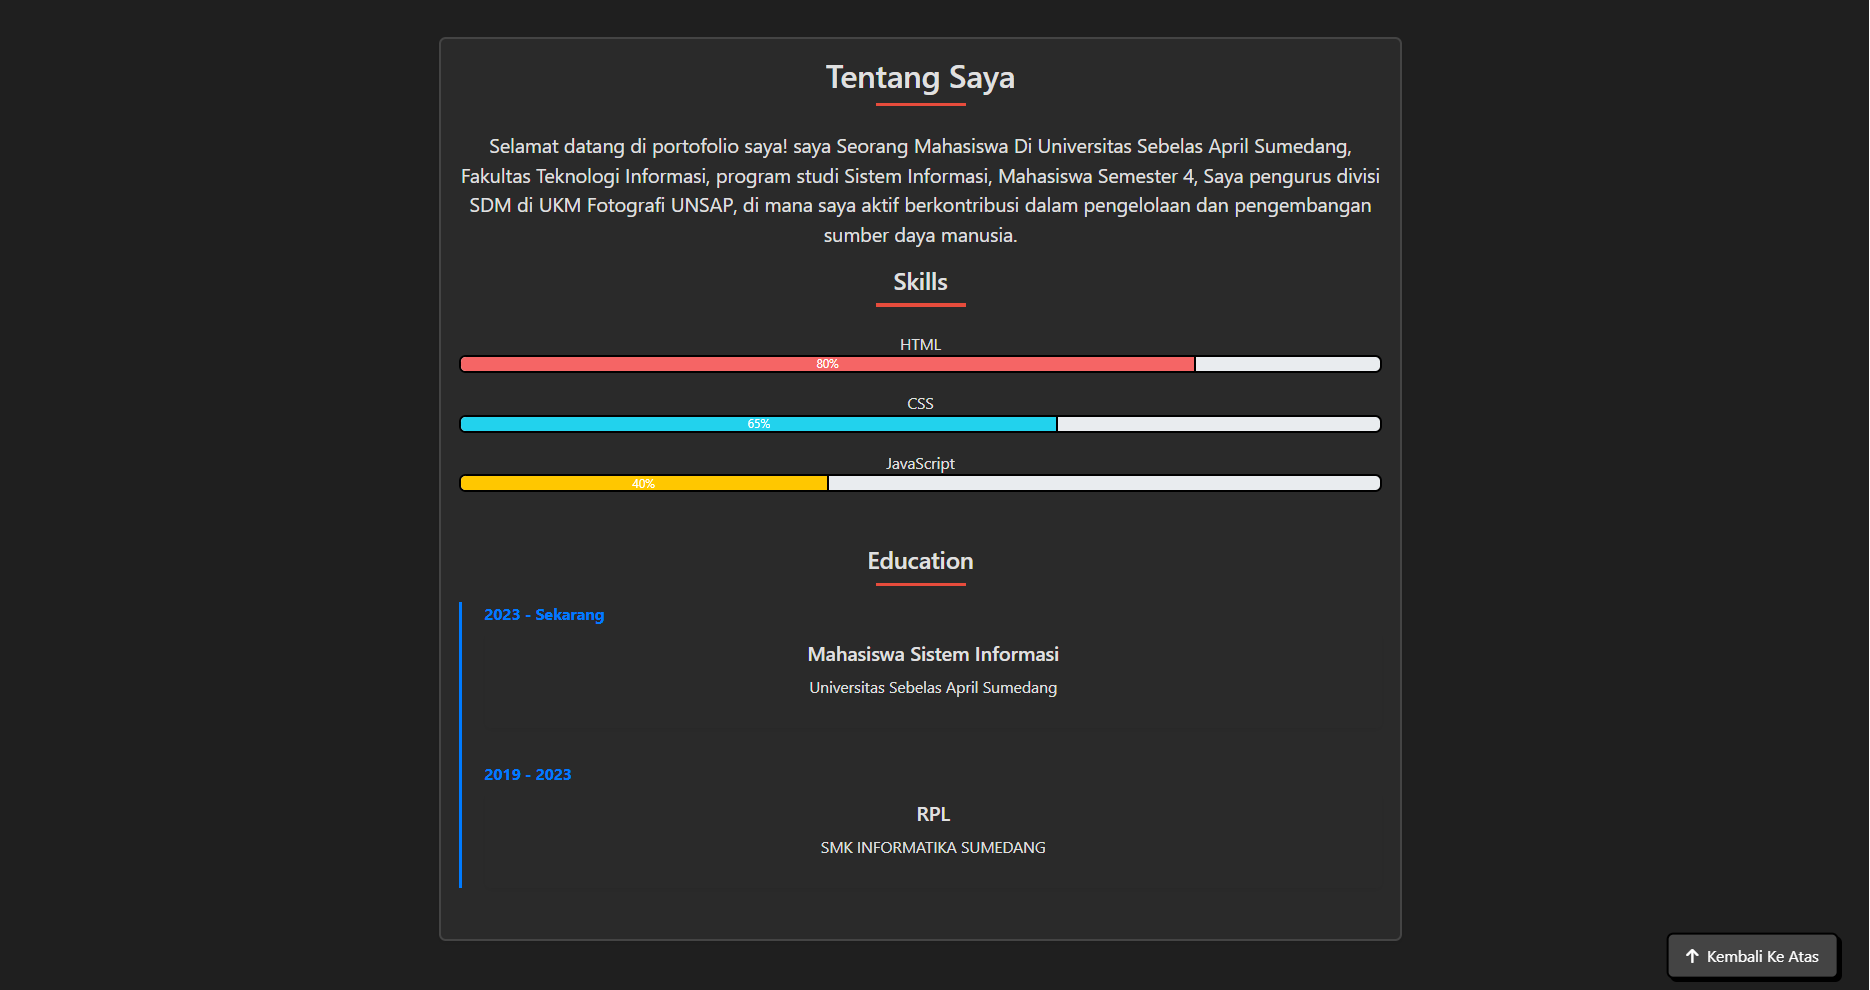 Tentang Saya
Selamat datang di portofolio saya! saya Seorang Mahasiswa Di Universitas Sebelas April Sumedang,
Fakultas Teknologi Informasi, program studi Sistem Informasi, Mahasiswa Semester 4, Saya pengurus divisi
SDM di UKM Fotografi UNSAP, di mana saya aktif berkontribusi dalam pengelolaan dan pengembangan
sumber daya manusia.
Skills
HTML
80%
CSS
65%
JavaScript
40%
Education
2023 - Sekarang
Mahasiswa Sistem Informasi
Universitas Sebelas April Sumedang
2019 - 2023
RPL
SMK INFORMATIKA SUMEDANG
Kembali Ke Atas